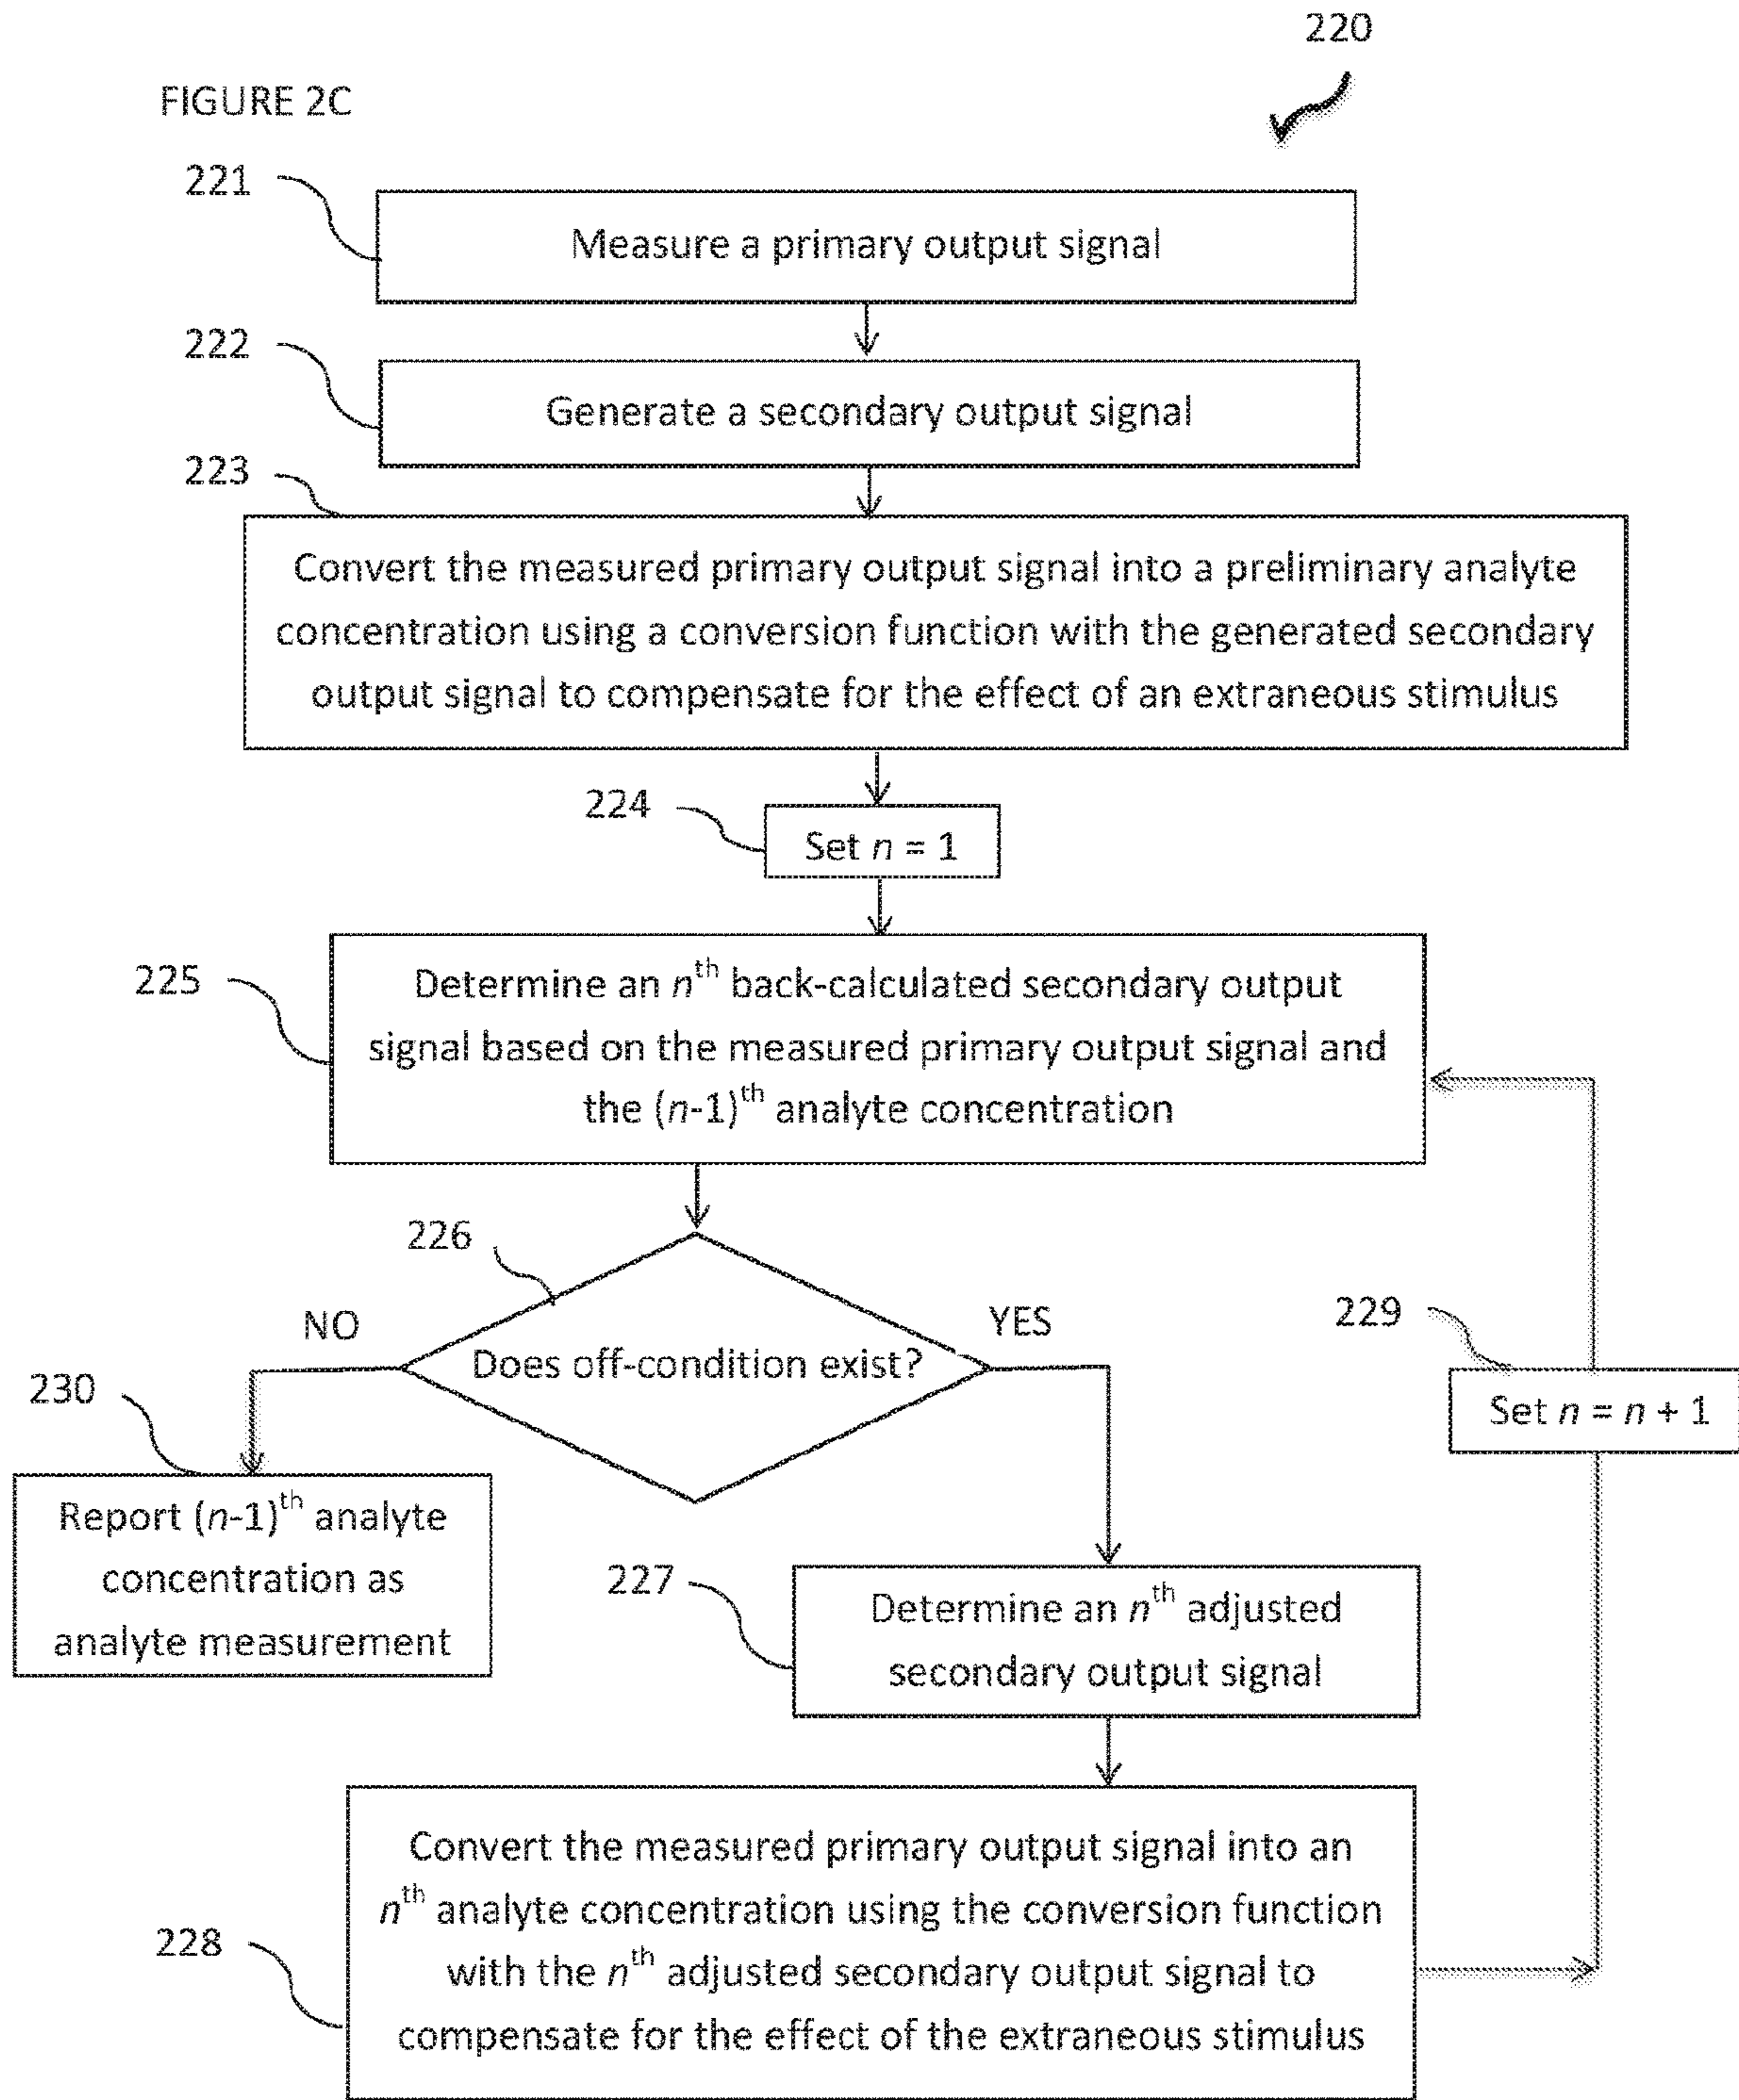 220
FIGURE 2C
221
Measure a primary output signal
222
Generate a secondary output signal
223
Convert the measured primary output signal into a preliminary analyte
concentration using a conversion function with the generated secondary
output signal to compensate for the effect of an extraneous stimulus
224
Set n = 1
225
Determine an nth back-calculated secondary output
signal based on the measured primary output signal and
the (n-1)th analyte concentration
226
NO
YES
Does off-condition exist?
229
Set n = n + 1
230
Report (n-1)th analyte
concentration as
analyte measurement
227
Determine an nth adjusted
secondary output signal
228
Convert the measured primary output signal into an
nth analyte concentration using the conversion function
with the nth adjusted secondary output signal to
compensate for the effect of the extraneous stimulus